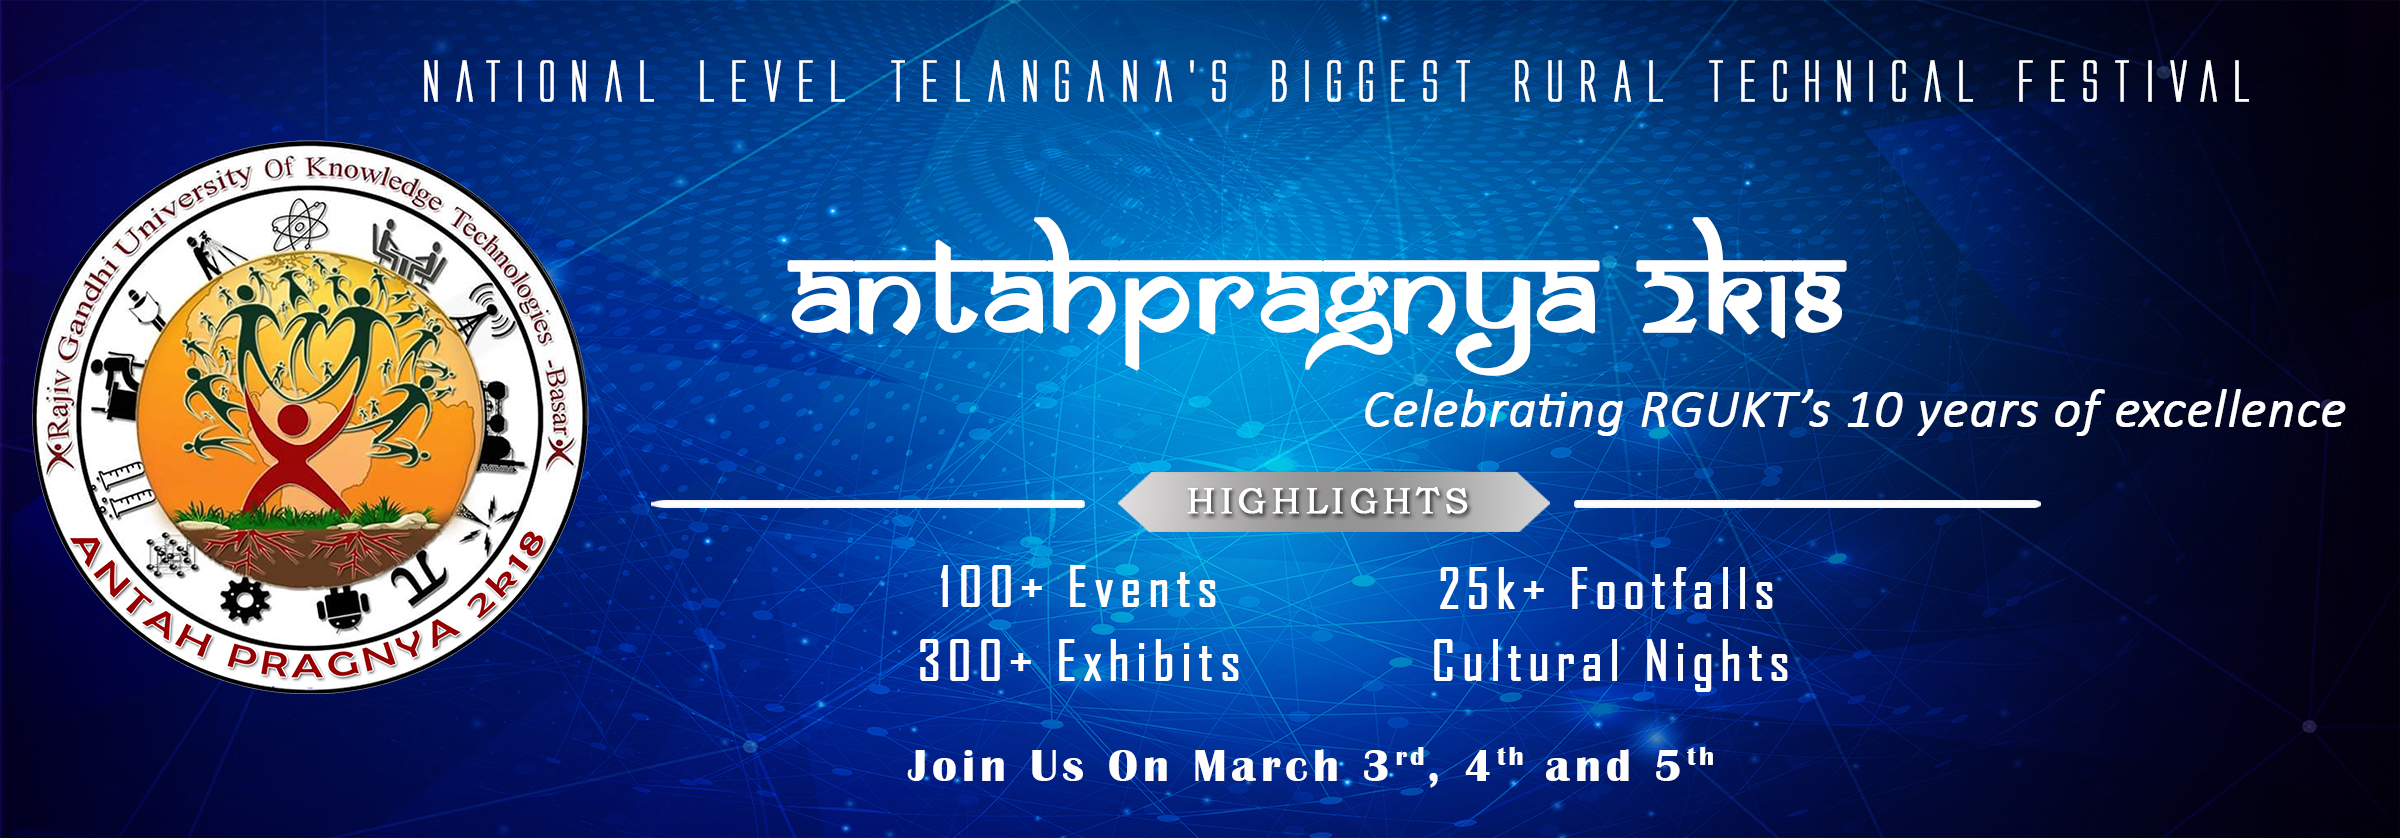 NATIONAL LEVEL TELANGANA'S BIGGEST RURAL TECHNICAL FESTIVAL
Rajiv Gandhi University Of Knowledge Technologies -Basar
ANTAH PRAGNYA 2k18
antahpragnya 2k18
Celebrating RGUKT’s 10 years of excellence
HIGHLIGHTS
100+ Events
25k+ Footfalls
300+ Exhibits
Cultural Nights
Join Us On March 3rd, 4th and 5th